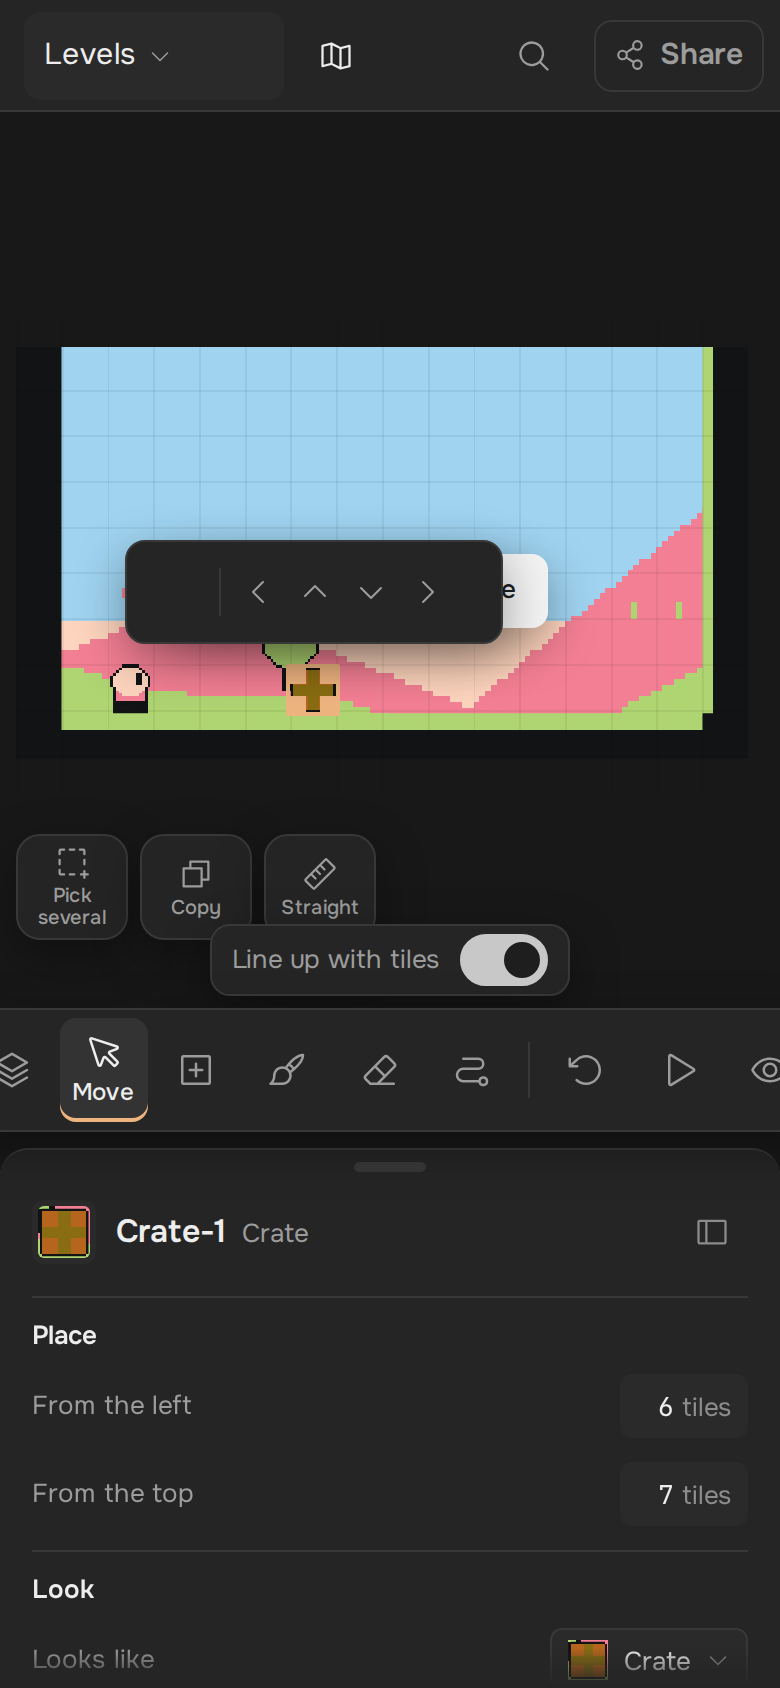 Levels
Share
Pick
several
Copy
Straight
Line up with tiles
Move
Crate-1 Crate
Place
From the left
6 tiles
From the top
7 tiles
Look
Looks like
Crate